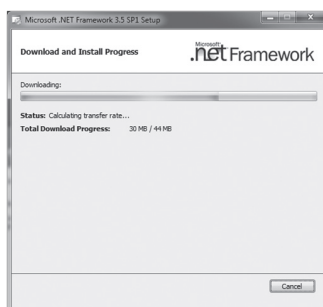 Microsoft .NET Framework 3.5 SP1 Setup
Download and Install Progress
Microsoft
.net Framework
Downloading:
Status: Calculating transfer rate...
Total Download Progress: 30 MB / 44 MB
Cancel